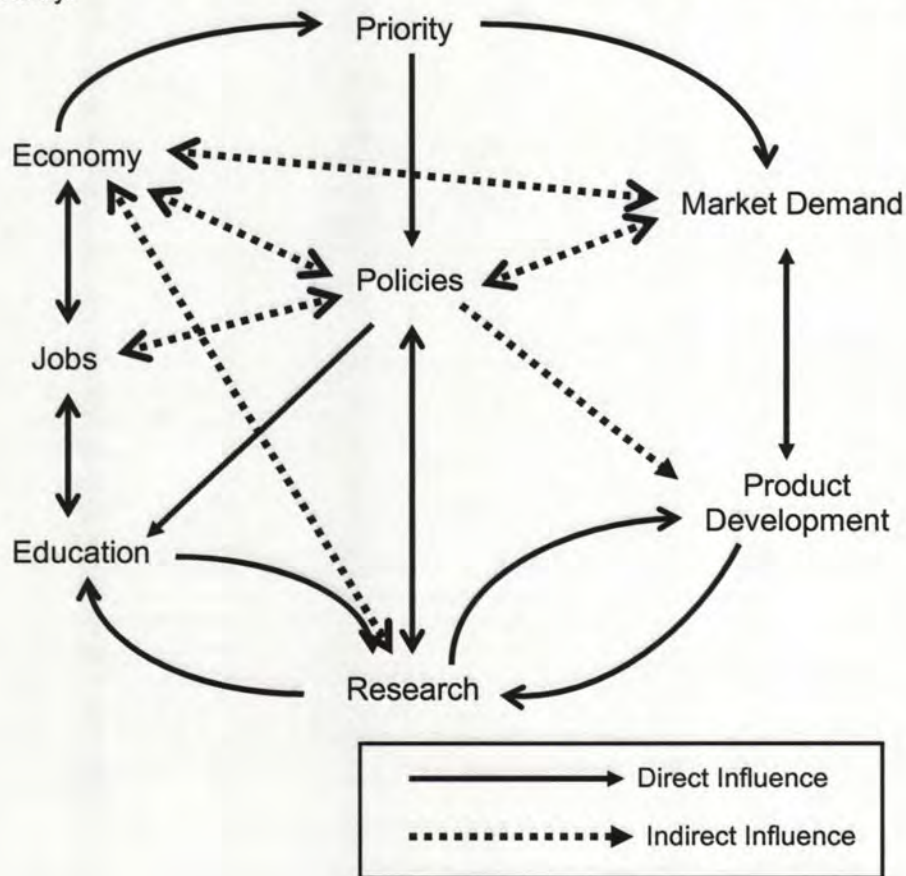 Priority
Economy
Market Demand
Policies
Jobs
Product
Development
Education
Research
Direct Influence
Indirect Influence